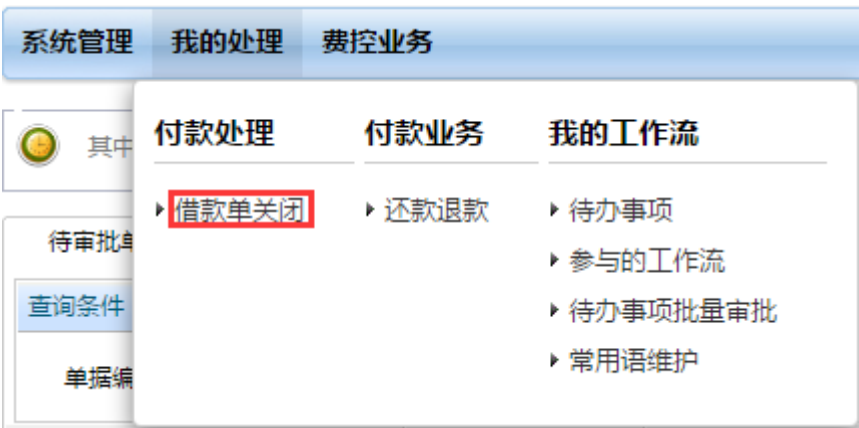 系统管理 我的处理 费控业务
其中
付款处理 付款业务 我的工作流
借款单关闭 还款退款 待办事项
待审批单
参与的工作流
查询条件
待办事项批量审批
单据编
常用语维护